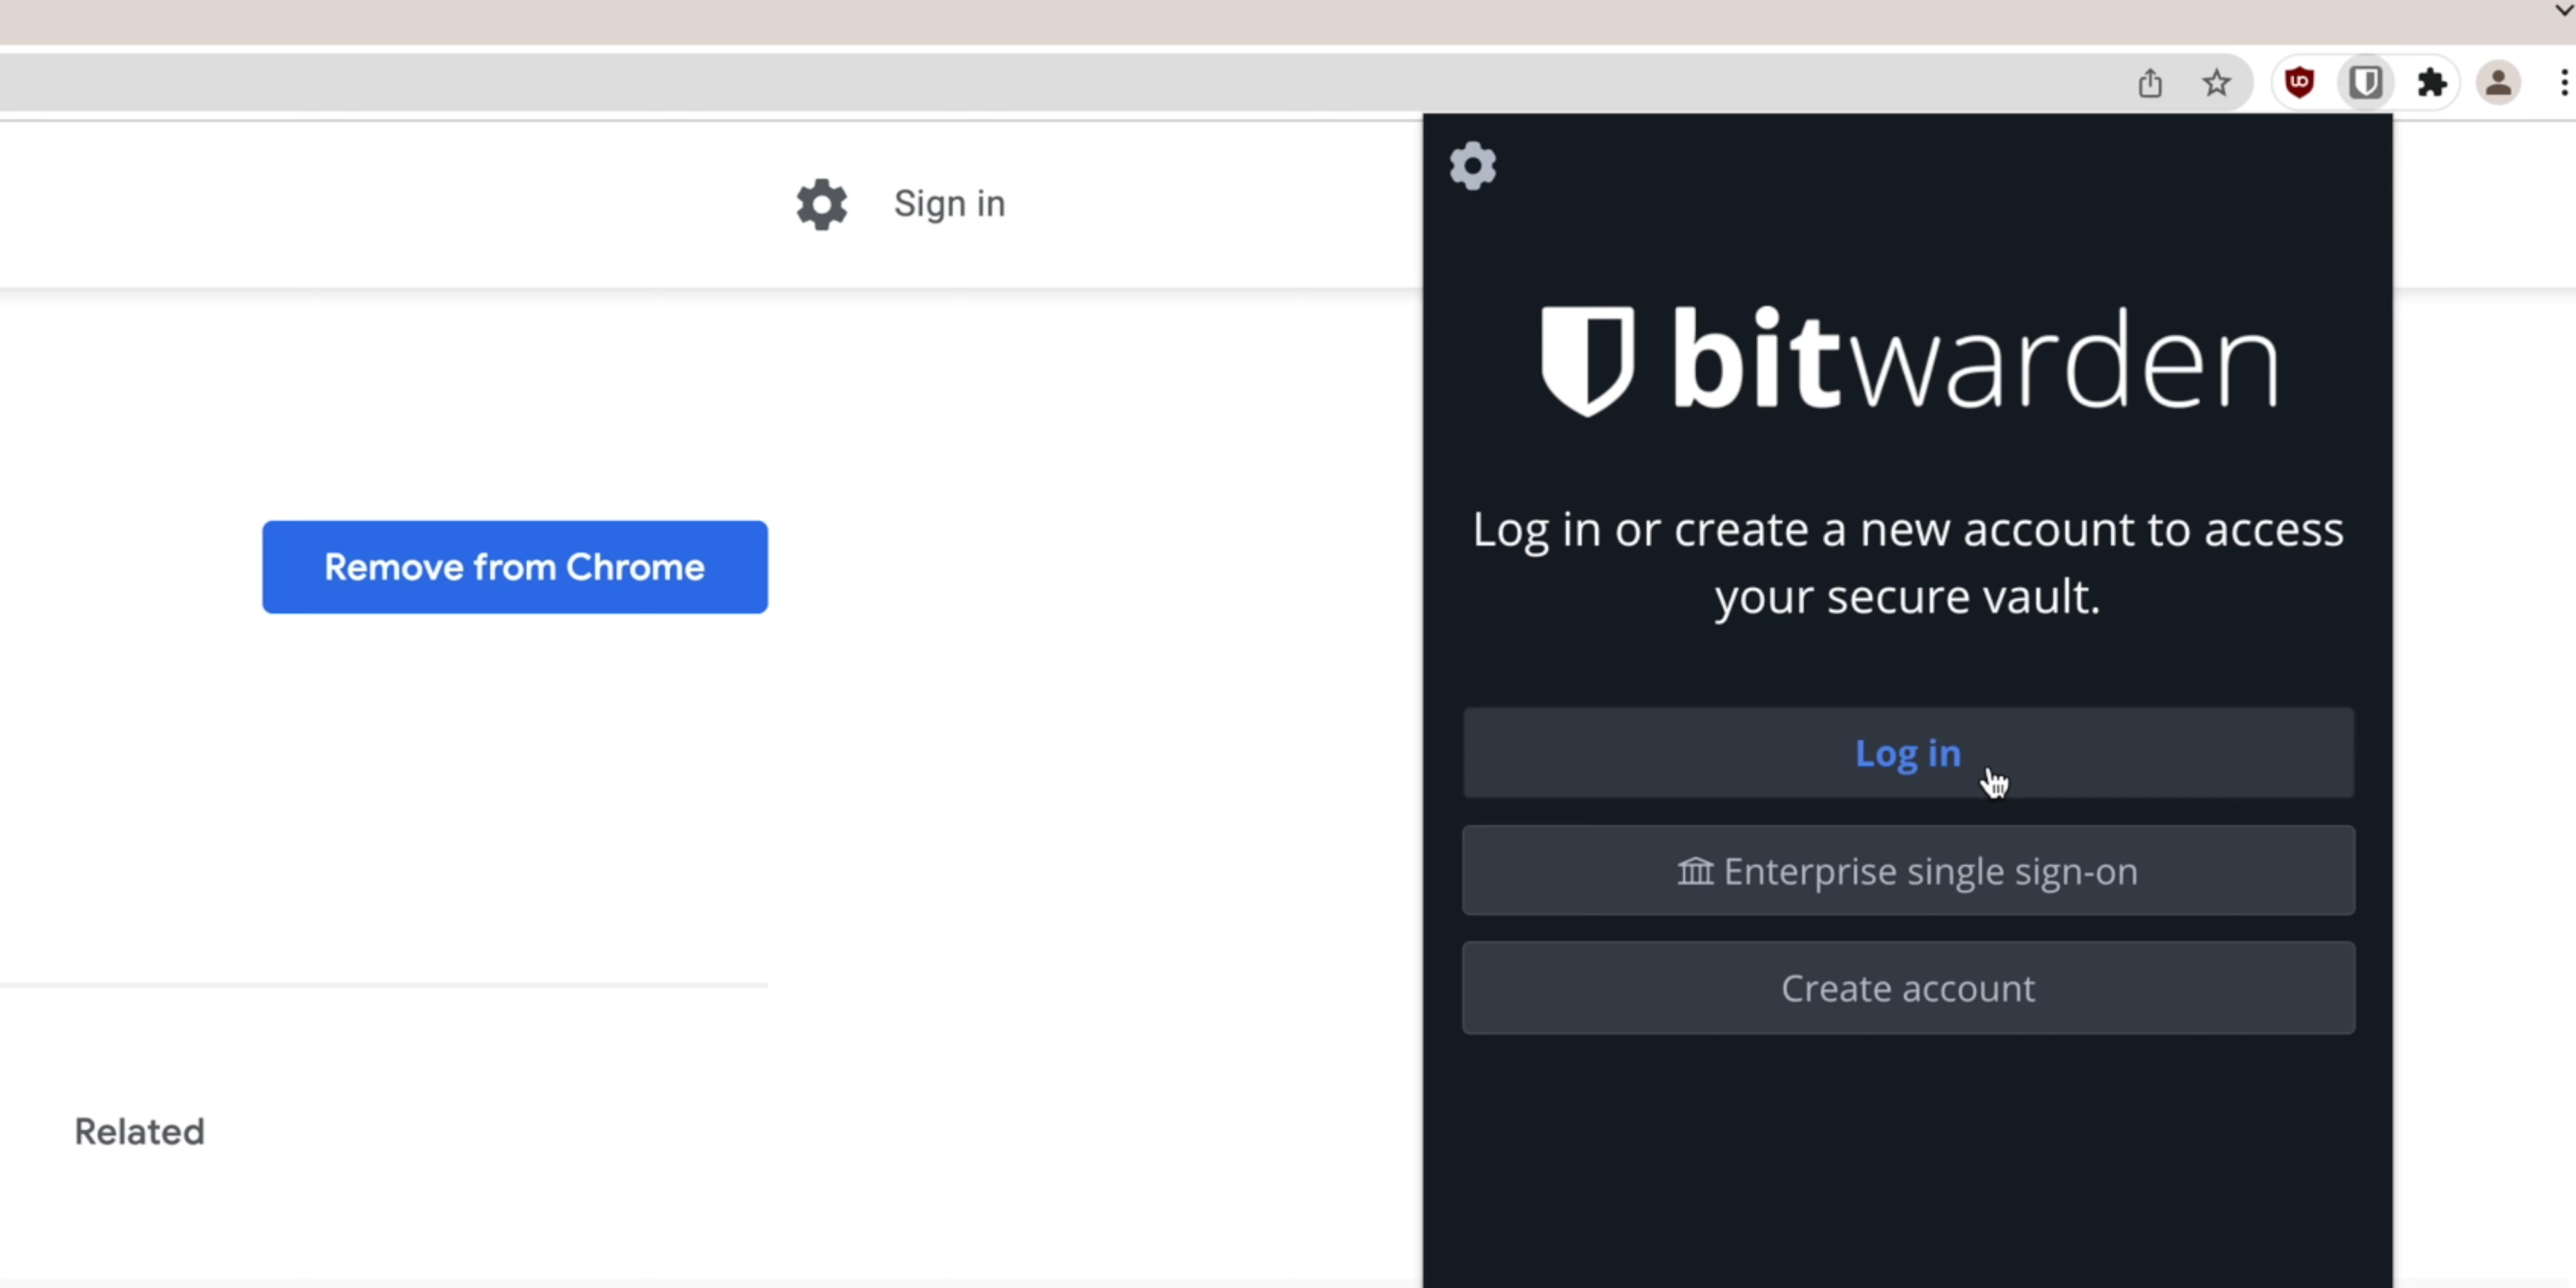 Sign in
Remove from Chrome
Related
bitwarden
Log in or create a new account to access
your secure vault.
Log in
Enterprise single sign-on
Create account